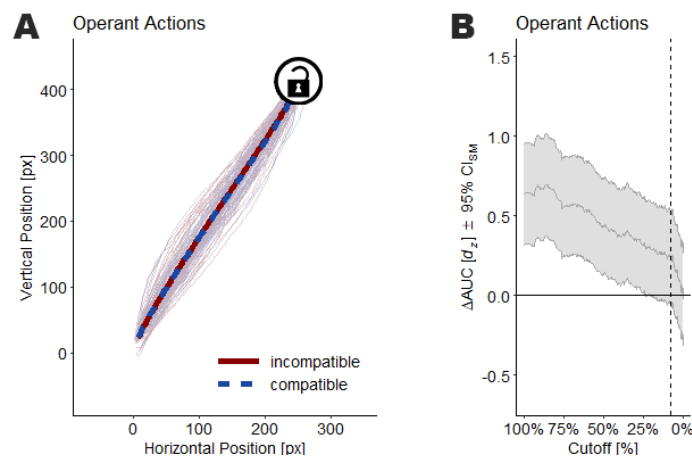 A
Operant Actions
Vertical Position [px]
400
300
200
100
0
incompatible
compatible
0
100
200
300
Horizontal Position [px]
B
Operant Actions
ΔAUC [dz] ± 95% CISM
1.5
1.0
0.5
0.0
-0.5
100%
75%
50%
25%
0%
Cutoff [%]